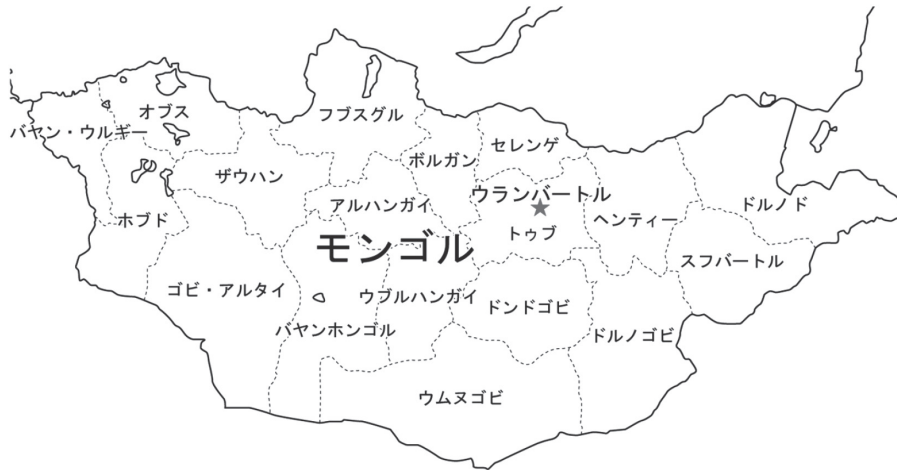 オブス
フブスグル
バヤン・ウルギー
セレンゲ
ボルガン
ザウハン
ウランバートル
アルハンガイ
ドルノド
ホブド
ヘンティー
トゥブ
モンゴル
スフバートル
ゴビ・アルタイ
ウブルハンガイ
ドンドゴビ
バヤンホンゴル
ドルノゴビ
ウムヌゴビ